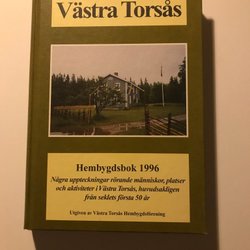 Västra Torsås
Hembygdsbok 1996
Några uppteckningar rörande människor, platser
och aktiviteter i Västra Torsås, huvudsakligen
från seklets första 50 år
Utgiven av Västra Torsås Hembygdsförening